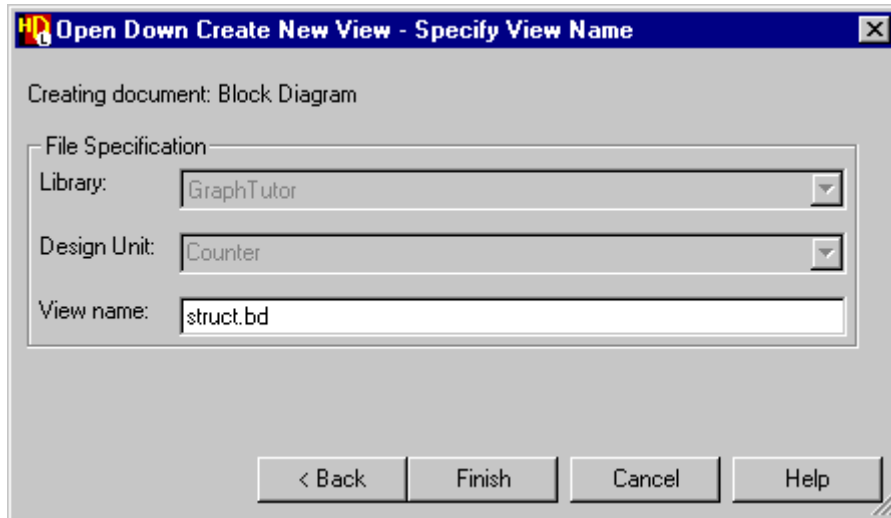 HDL Open Down Create New View - Specify View Name
Creating document: Block Diagram
File Specification
Library: GraphTutor
Design Unit: Counter
View name: struct.bd
< Back Finish Cancel Help